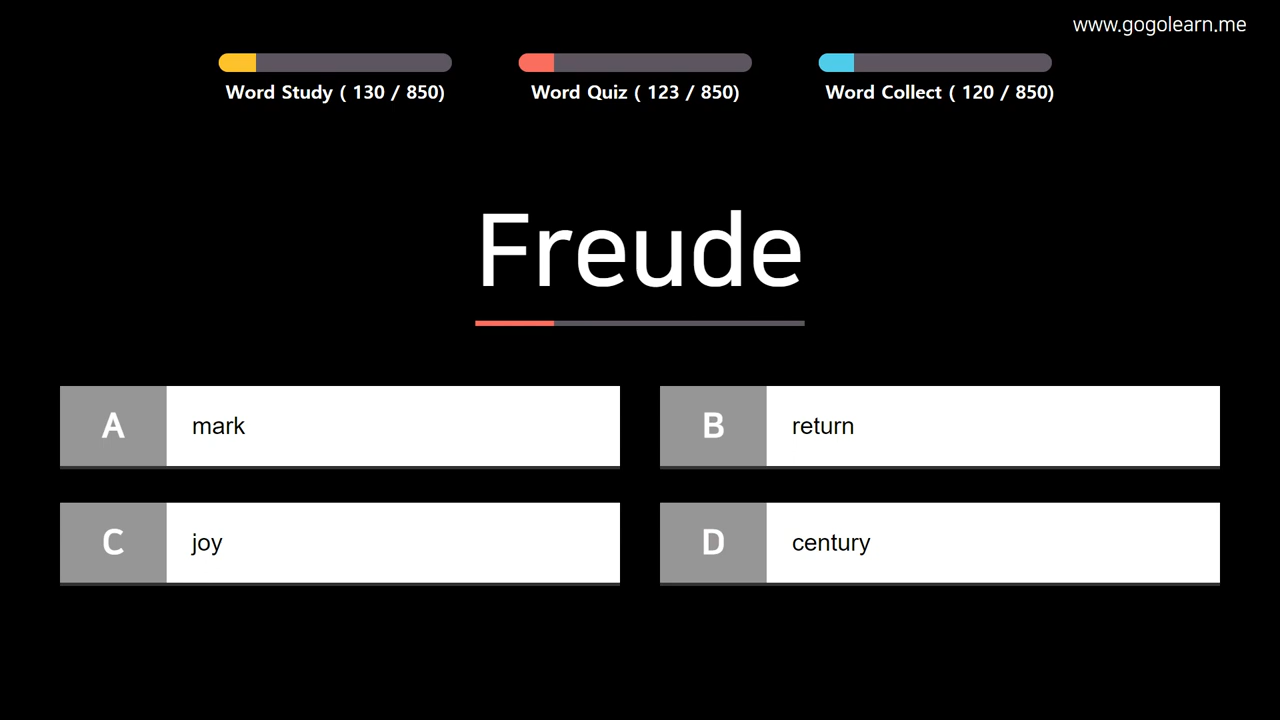 www.gogolearn.me
Word Study ( 130 / 850)
Word Quiz ( 123 / 850)
Word Collect ( 120 / 850)
Freude
A mark
B return
C joy
D century